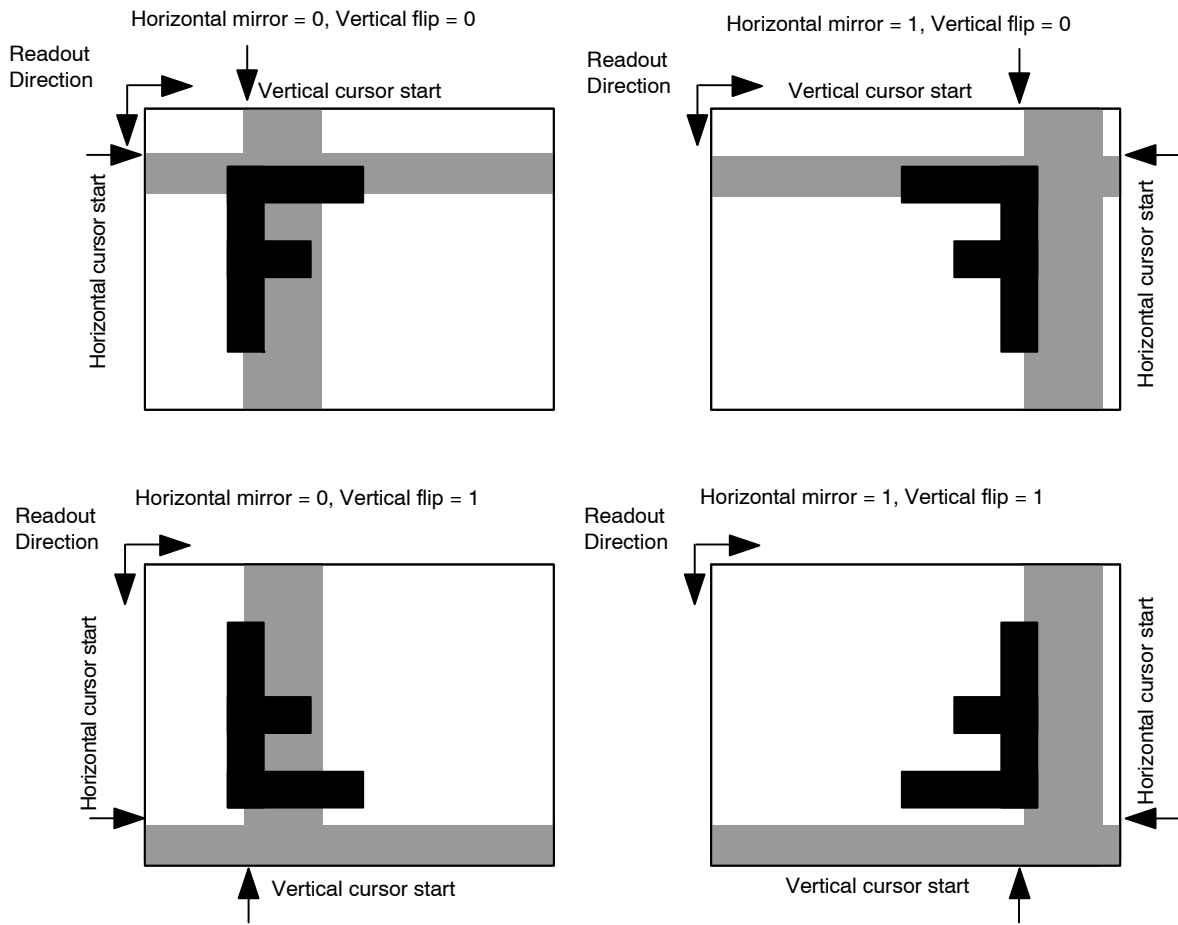 Horizontal mirror = 0, Vertical flip = 0
Readout
Direction
Vertical cursor start
Horizontal cursor start
Horizontal mirror = 1, Vertical flip = 0
Readout
Direction
Vertical cursor start
Horizontal cursor start
Horizontal mirror = 0, Vertical flip = 1
Readout
Direction
Horizontal cursor start
Vertical cursor start
Horizontal mirror = 1, Vertical flip = 1
Readout
Direction
Horizontal cursor start
Vertical cursor start